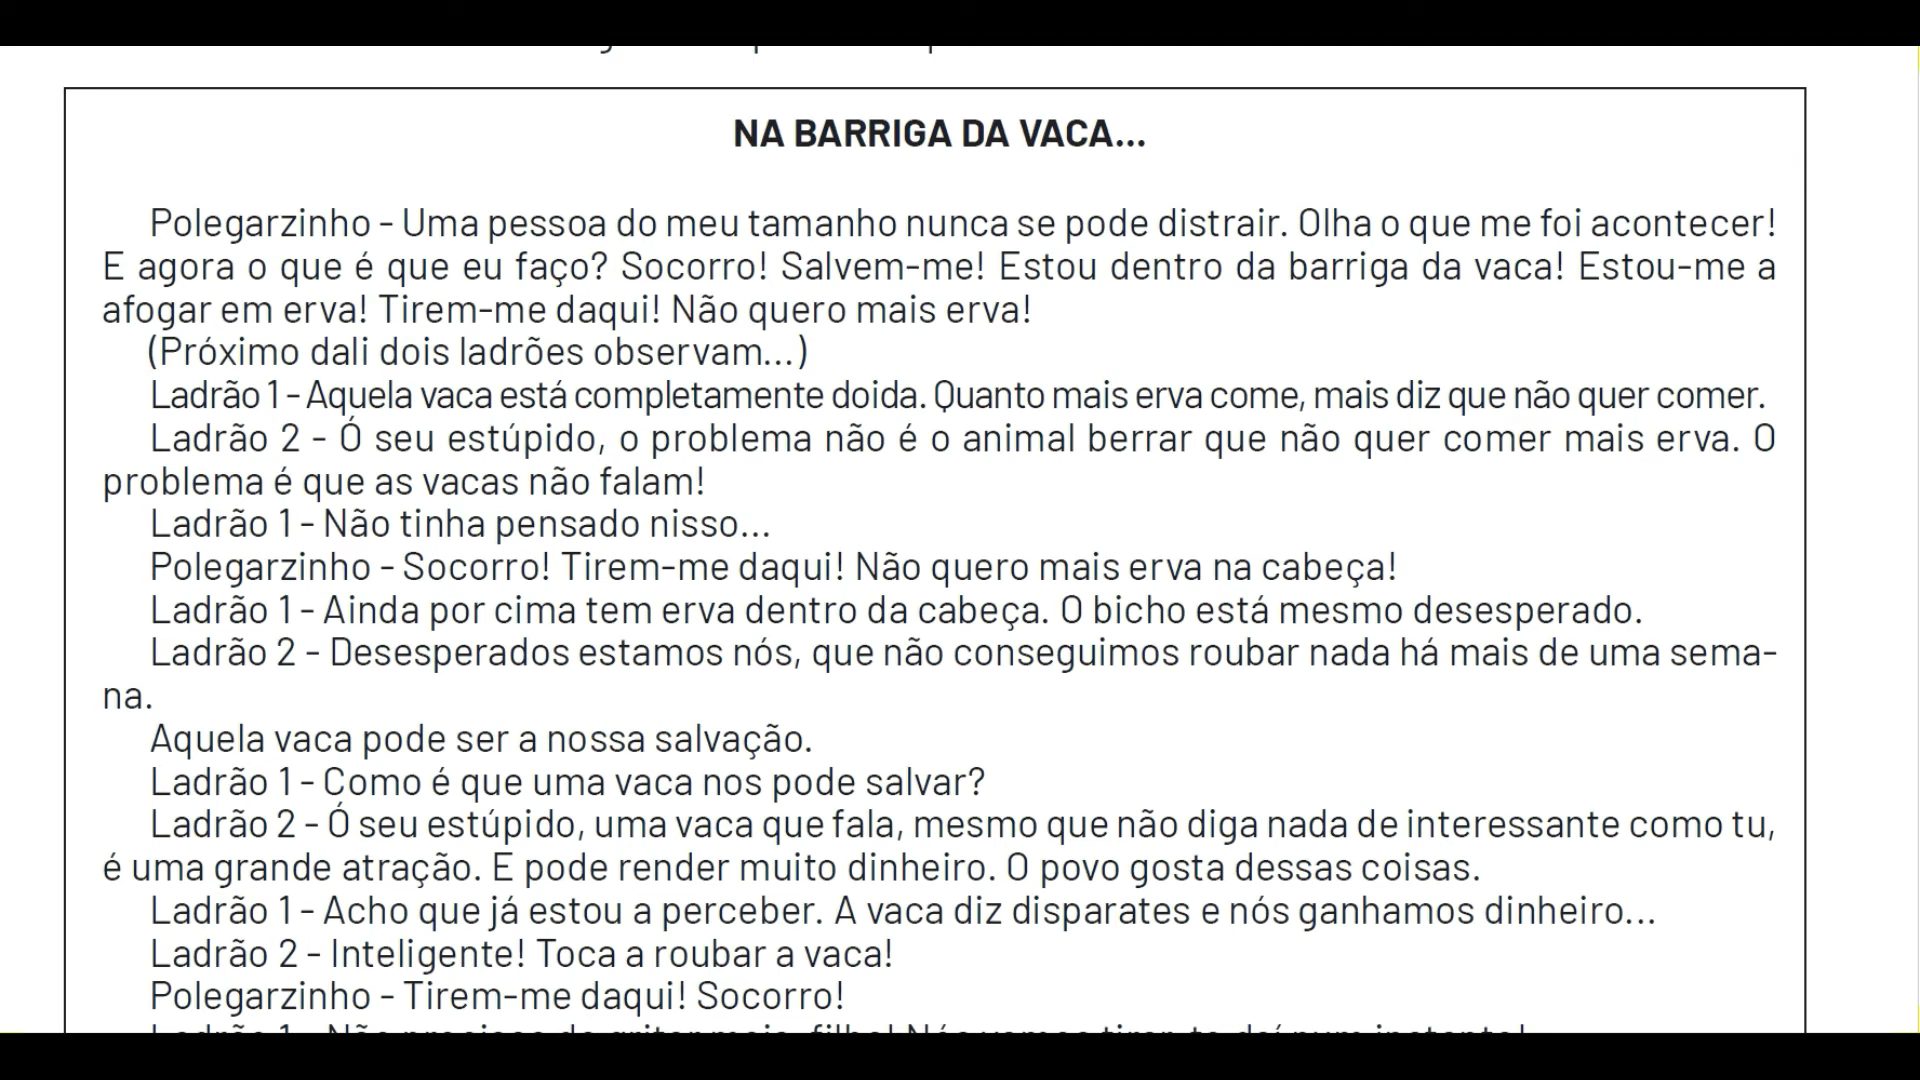 NA BARRIGA DA VACA...
Polegarzinho - Uma pessoa do meu tamanho nunca se pode distrair. Olha o que me foi acontecer!
E agora o que é que eu faço? Socorro! Salvem-me! Estou dentro da barriga da vaca! Estou-me a
afogar em erva! Tirem-me daqui! Não quero mais erva!
(Próximo dali dois ladrões observam...)
Ladrão 1 - Aquela vaca está completamente doida. Quanto mais erva come, mais diz que não quer comer.
Ladrão 2 - Ó seu estúpido, o problema não é o animal berrar que não quer comer mais erva. O
problema é que as vacas não falam!
Ladrão 1 - Não tinha pensado nisso...
Polegarzinho - Socorro! Tirem-me daqui! Não quero mais erva na cabeça!
Ladrão 1 - Ainda por cima tem erva dentro da cabeça. O bicho está mesmo desesperado.
Ladrão 2 - Desesperados estamos nós, que não conseguimos roubar nada há mais de uma sema-
na.
Aquela vaca pode ser a nossa salvação.
Ladrão 1 - Como é que uma vaca nos pode salvar?
Ladrão 2 - Ó seu estúpido, uma vaca que fala, mesmo que não diga nada de interessante como tu,
é uma grande atração. E pode render muito dinheiro. O povo gosta dessas coisas.
Ladrão 1 - Acho que já estou a perceber. A vaca diz disparates e nós ganhamos dinheiro...
Ladrão 2 - Inteligente! Toca a roubar a vaca!
Polegarzinho - Tirem-me daqui! Socorro!